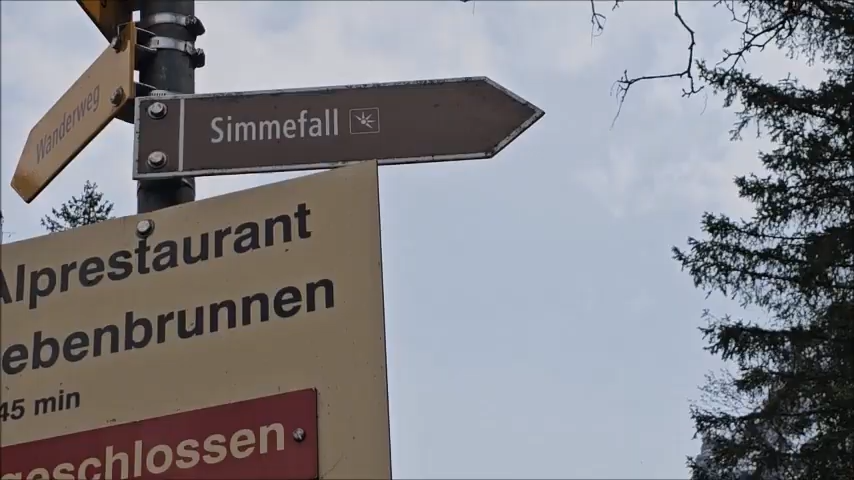 Wanderweg
Simmefall
Alprestaurant
ebenbrunnen
45 min
geschlossen